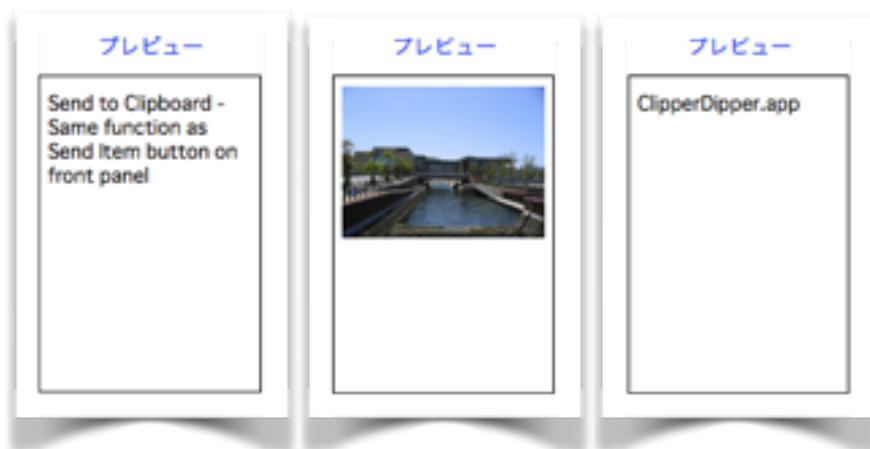 プレビュー
Send to Clipboard -
Same function as
Send Item button on
front panel
プレビュー
プレビュー
ClipperDipper.app